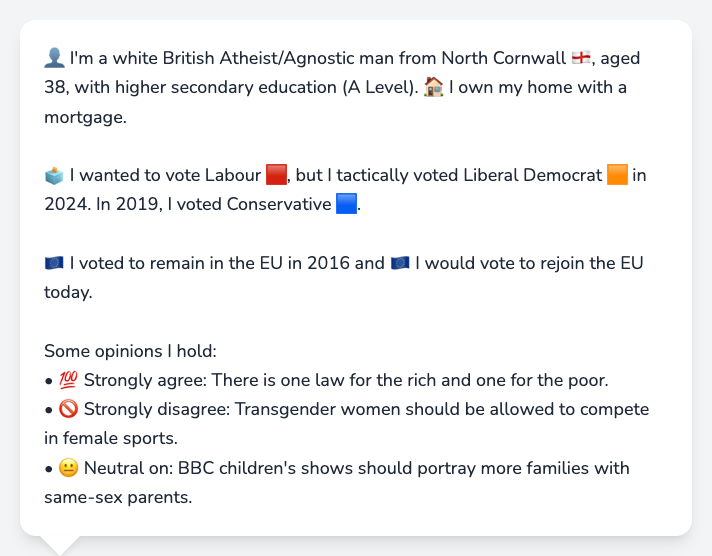 👤 I'm a white British Atheist/Agnostic man from North Cornwall 🏴󠁧󠁢󠁥󠁮󠁧󠁿, aged
38, with higher secondary education (A Level). 🏠 I own my home with a
mortgage.
🗳️ I wanted to vote Labour 🟥, but I tactically voted Liberal Democrat 🟧 in
2024. In 2019, I voted Conservative 🟦.
🇪🇺 I voted to remain in the EU in 2016 and 🇪🇺 I would vote to rejoin the EU
today.
Some opinions I hold:
• 💯 Strongly agree: There is one law for the rich and one for the poor.
• 🚫 Strongly disagree: Transgender women should be allowed to compete
in female sports.
• 😐 Neutral on: BBC children's shows should portray more families with
same-sex parents.